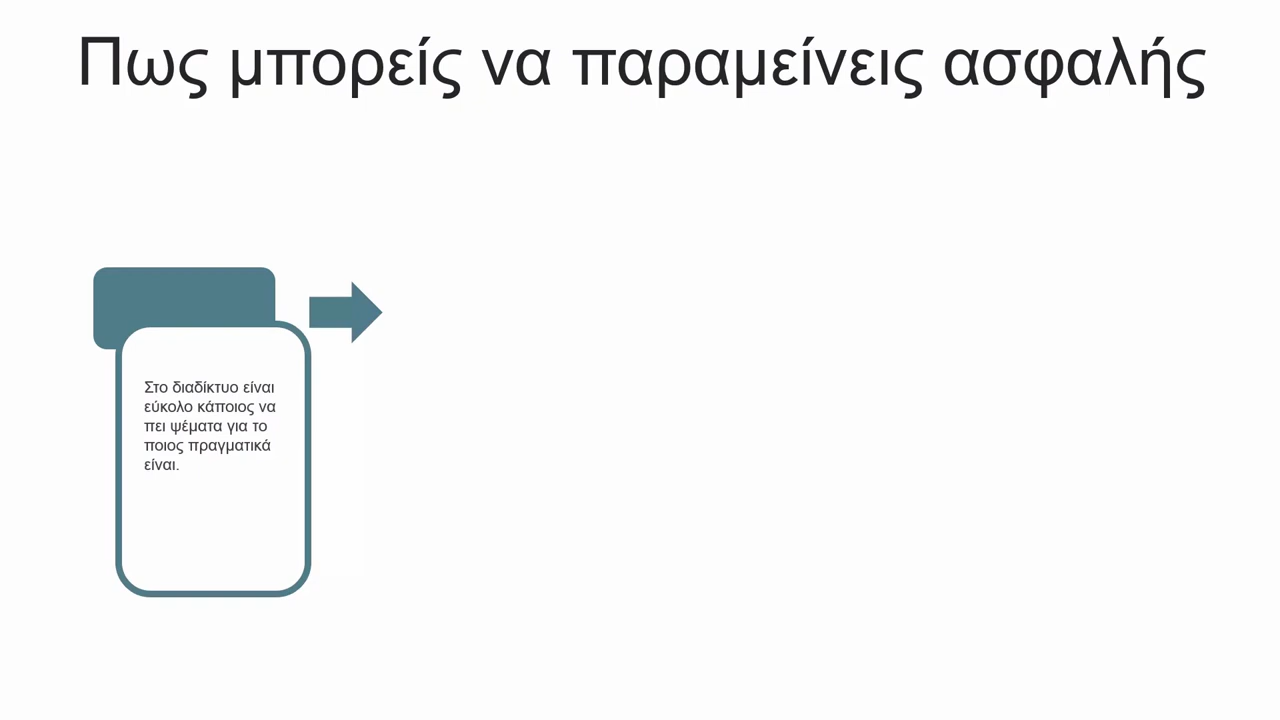 Πως μπορείς να παραμείνεις ασφαλής
Στο διαδίκτυο είναι
εύκολο κάποιος να
πει ψέματα για το
ποιος πραγματικά
είναι.